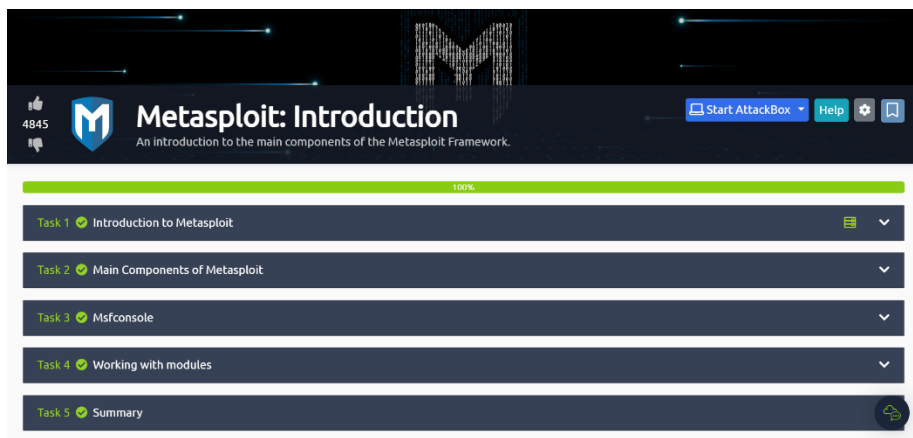 4845
Metasploit: Introduction
An introduction to the main components of the Metasploit Framework.
Start AttackBox
Help
100%
Task 1 Introduction to Metasploit
Task 2 Main Components of Metasploit
Task 3 Msfconsole
Task 4 Working with modules
Task 5 Summary